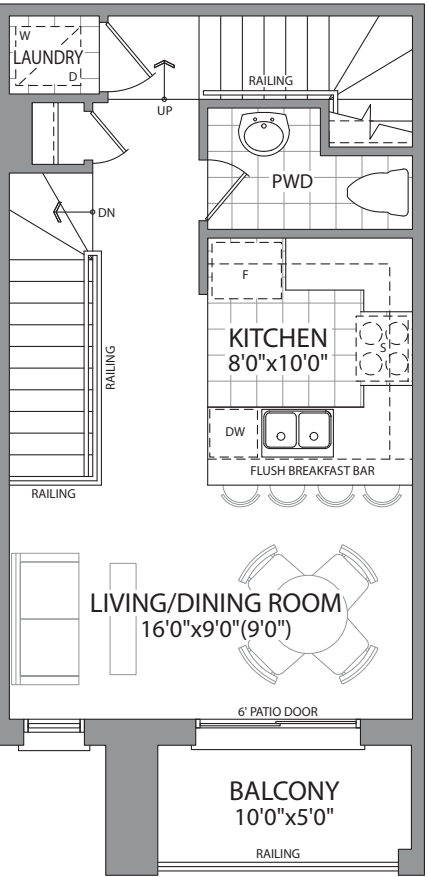 W
LAUNDRY
D
RAILING
UP
PWD
DN
F
KITCHEN
8'0"x10'0"
S
RAILING
DW
FLUSH BREAKFAST BAR
RAILING
LIVING/DINING ROOM
16'0"x9'0"(9'0")
6' PATIO DOOR
BALCONY
10'0"x5'0"
RAILING